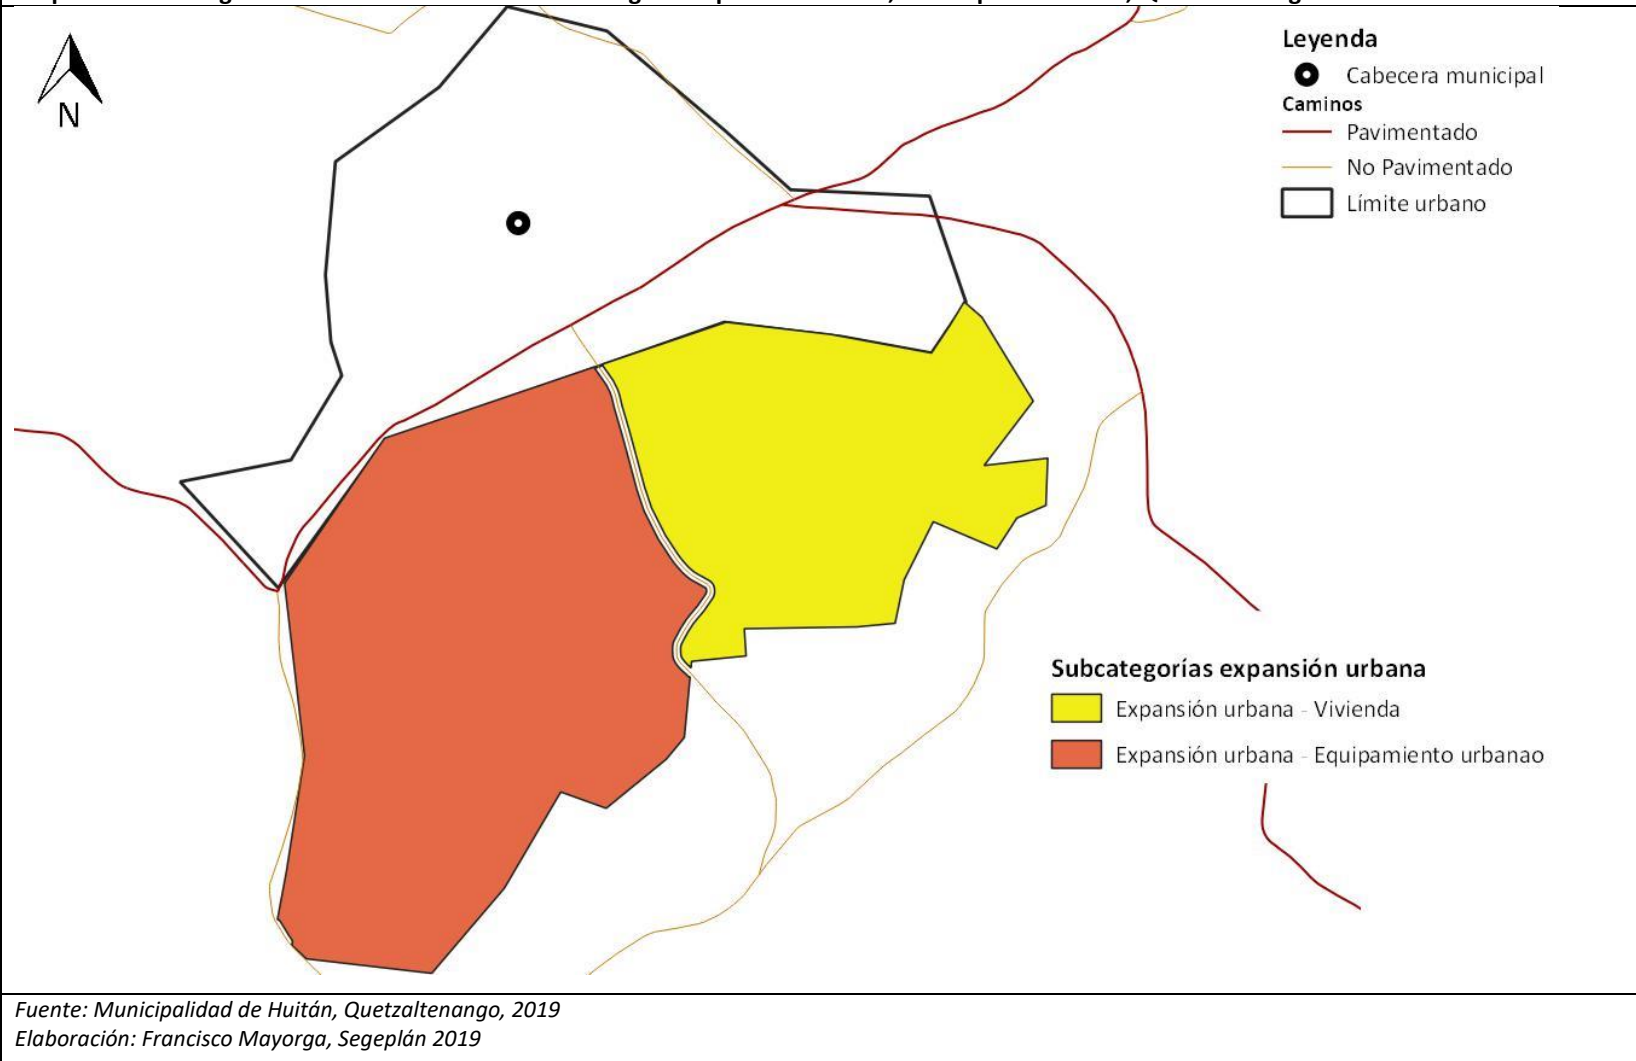 N
Leyenda
Cabecera municipal
Caminos
Pavimentado
No Pavimentado
Límite urbano
Subcategorías expansión urbana
Expansión urbana - Vivienda
Expansión urbana - Equipamiento urbanao
Fuente: Municipalidad de Huitán, Quetzaltenango, 2019
Elaboración: Francisco Mayorga, Segeplán 2019